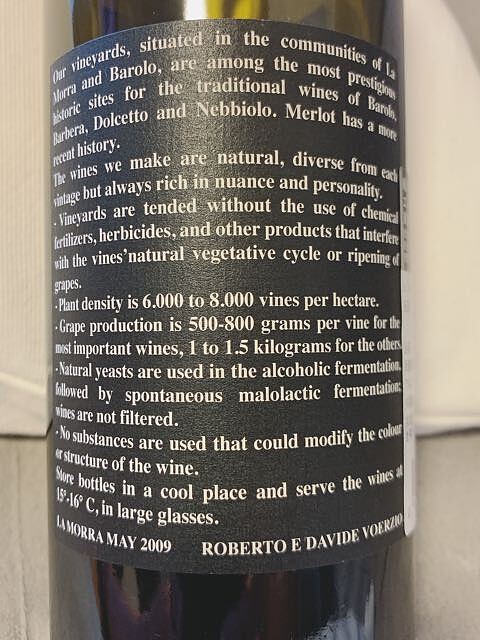 Our vineyards, situated in the communities of La
Morra and Barolo, are among the most prestigious
historic sites for the traditional wines of Barolo,
Barbera, Dolcetto and Nebbiolo. Merlot has a more
recent history.
The wines we make are natural, diverse from each
vintage but always rich in nuance and personality.
- Vineyards are tended without the use of chemical
fertilizers, herbicides, and other products that interfere
with the vines'natural vegetative cycle or ripening of
grapes.
- Plant density is 6.000 to 8.000 vines per hectare.
- Grape production is 500-800 grams per vine for the
most important wines, 1 to 1.5 kilograms for the others.
- Natural yeasts are used in the alcoholic fermentation,
followed by spontaneous malolactic fermentation;
wines are not filtered.
- No substances are used that could modify the colour
or structure of the wine.
Store bottles in a cool place and serve the wines at
15°-16° C, in large glasses.
LA MORRA MAY 2009 ROBERTO E DAVIDE VOERZIO